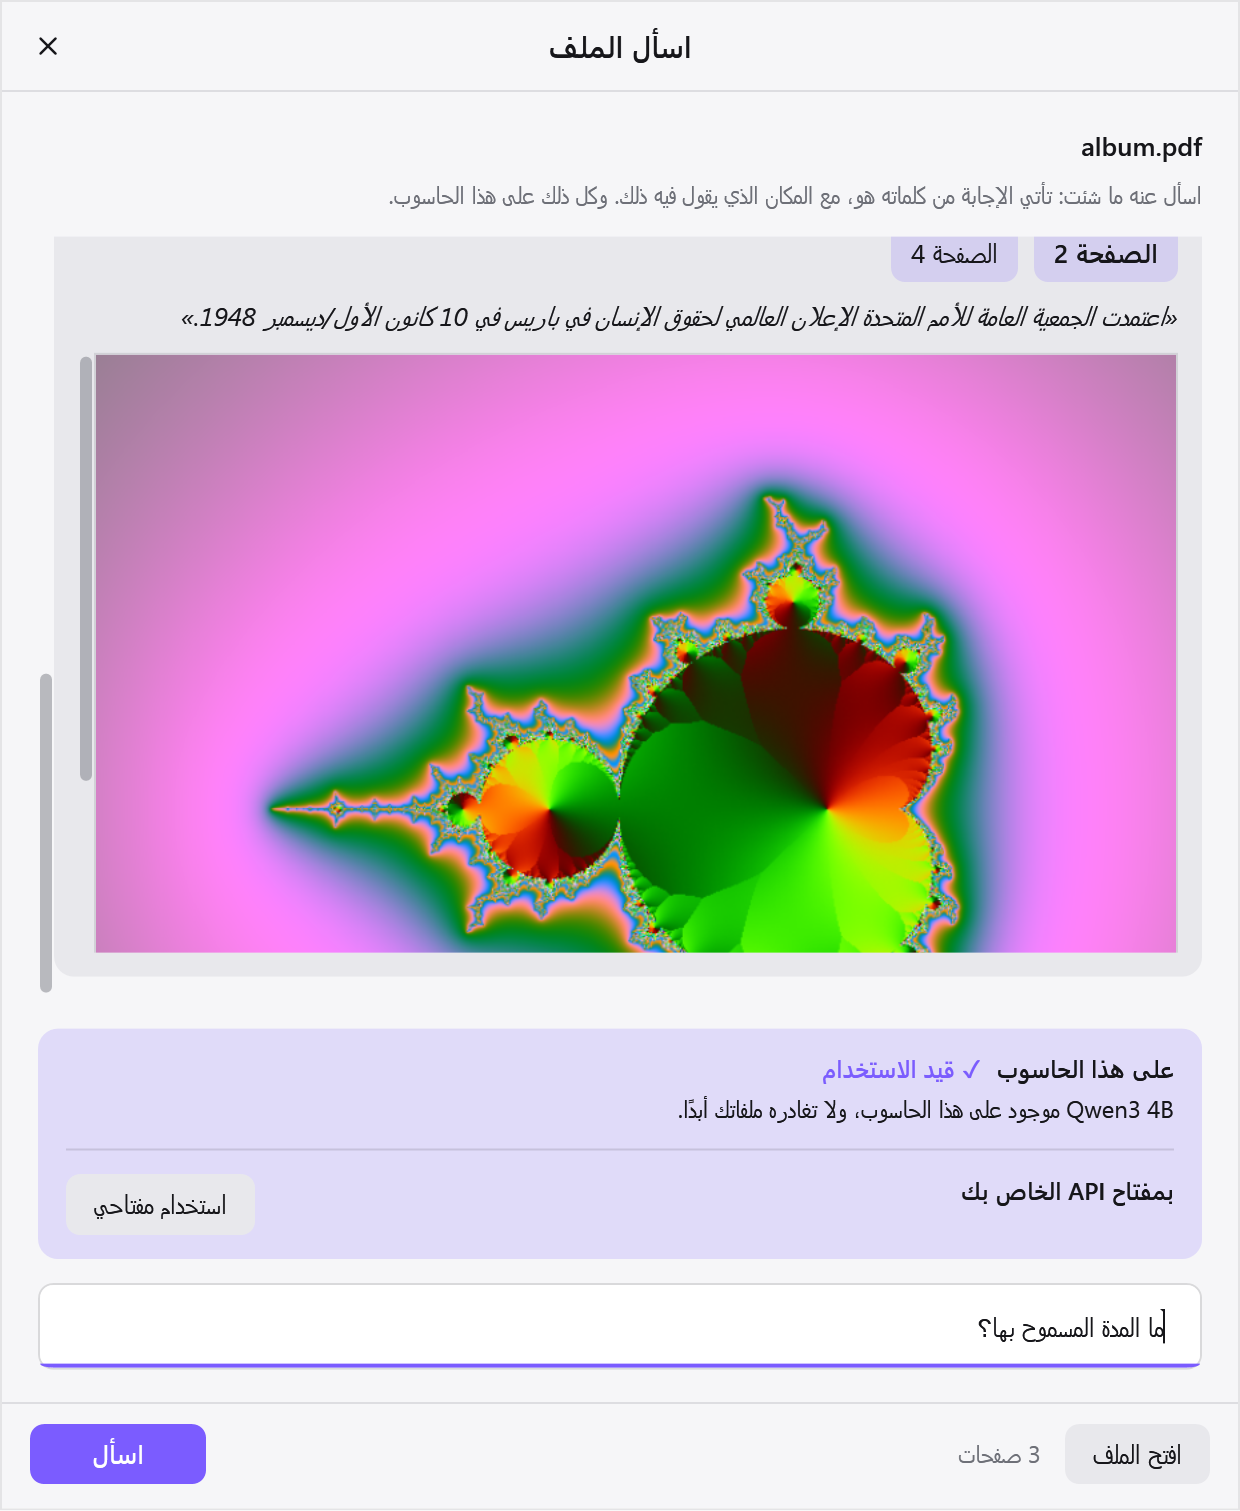 اسأل الملف
album.pdf
اسأل عنه ما شئت: تأتي الإجابة من كلماته هو، مع المكان الذي يقول فيه ذلك. وكل ذلك على هذا الحاسوب.
الصفحة 2 الصفحة 4
«اعتمدت الجمعية العامة للأمم المتحدة الإعلان العالمي لحقوق الإنسان في باريس في 10 كانون الأول/ديسمبر 1948.»
على هذا الحاسوب ✓ قيد الاستخدام
Qwen3 4B موجود على هذا الحاسوب، ولا تغادره ملفاتك أبدًا.
بمفتاح API الخاص بك
استخدام مفتاحي
ما المدة المسموح بها؟
افتح الملف 3 صفحات اسأل